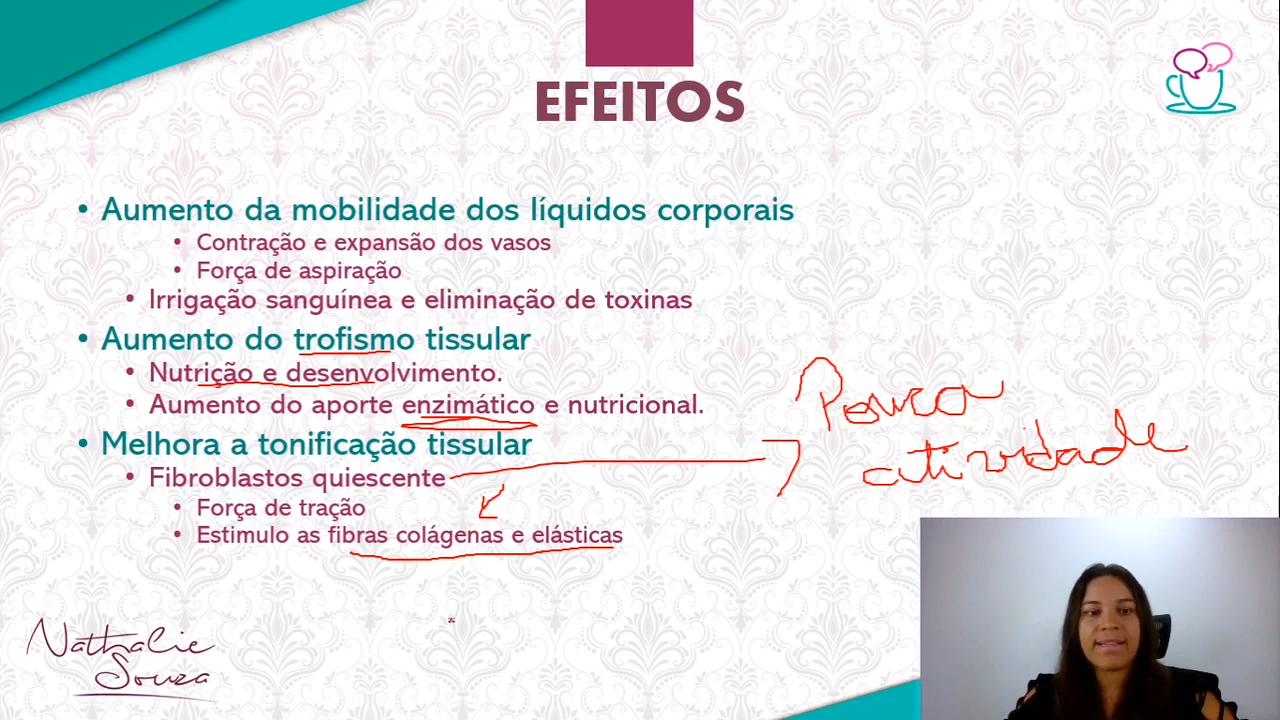 EFEITOS
• Aumento da mobilidade dos líquidos corporais
• Contração e expansão dos vasos
• Força de aspiração
• Irrigação sanguínea e eliminação de toxinas
• Aumento do trofismo tissular
• Nutrição e desenvolvimento.
• Aumento do aporte enzimático e nutricional.
• Melhora a tonificação tissular
• Fibroblastos quiescente
• Força de tração
• Estimulo as fibras colágenas e elásticas
Pouca
atividade
Nathalie
Souza